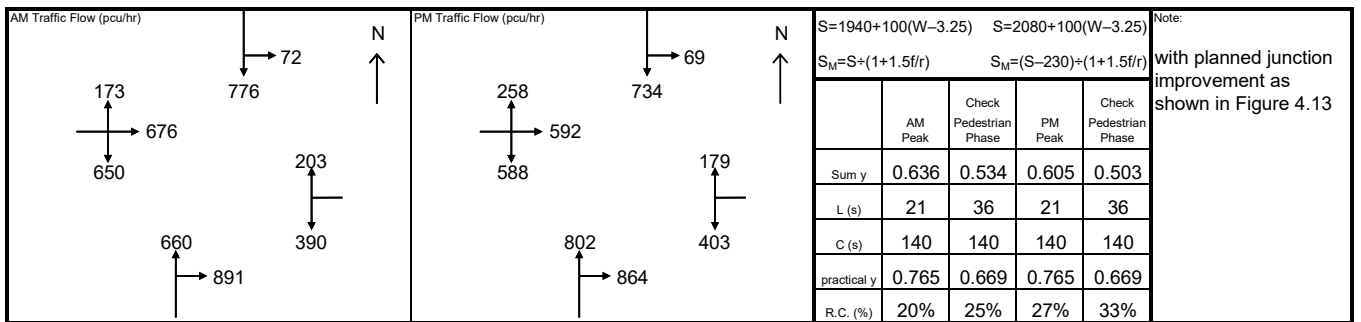 AM Traffic Flow (pcu/hr)
N
72
776
173
676
650
203
390
660
891
PM Traffic Flow (pcu/hr)
N
69
734
258
592
588
179
403
802
864
S=1940+100(W–3.25) S=2080+100(W–3.25)
S_M=S÷(1+1.5f/r) S_M=(S–230)÷(1+1.5f/r)
AM Peak Check Pedestrian Phase PM Peak Check Pedestrian Phase
Sum y 0.636 0.534 0.605 0.503
L (s) 21 36 21 36
C (s) 140 140 140 140
practical y 0.765 0.669 0.765 0.669
R.C. (%) 20% 25% 27% 33%
Note:
with planned junction
improvement as
shown in Figure 4.13